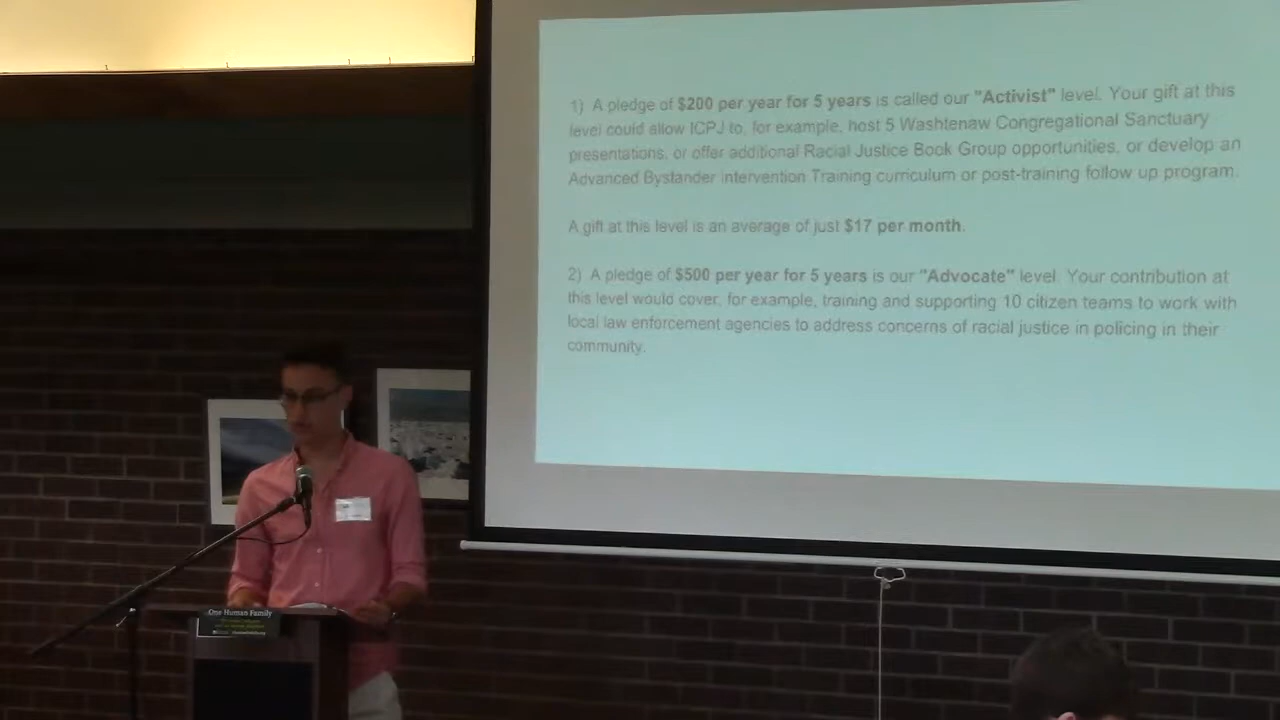 1) A pledge of $200 per year for 5 years is called our "Activist" level. Your gift at this
level could allow ICPJ to, for example, host 5 Washtenaw Congregational Sanctuary
presentations, or offer additional Racial Justice Book Group opportunities, or develop an
Advanced Bystander intervention Training curriculum or post-training follow up program.
A gift at this level is an average of just $17 per month.
2) A pledge of $500 per year for 5 years is our "Advocate" level. Your contribution at
this level would cover, for example, training and supporting 10 citizen teams to work with
local law enforcement agencies to address concerns of racial justice in policing in their
community.
One Human Family